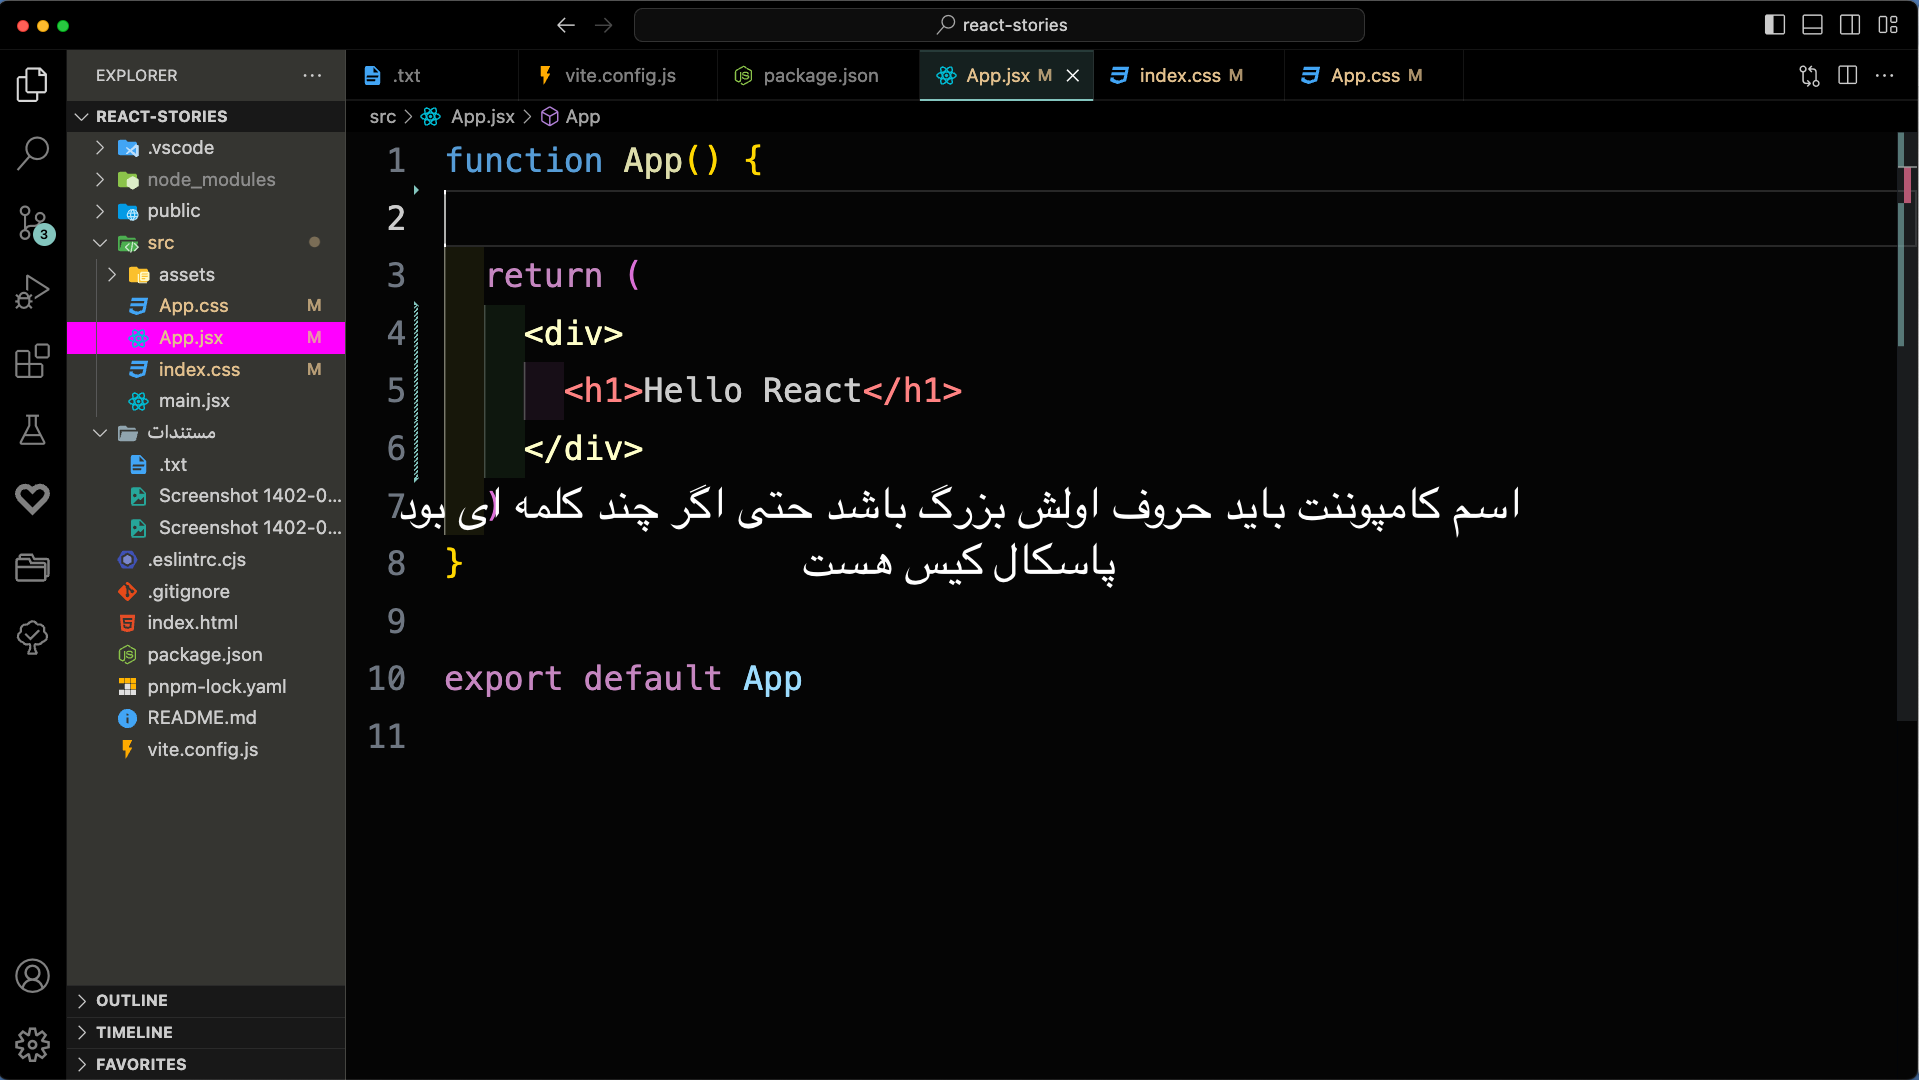 react-stories
EXPLORER
REACT-STORIES
.vscode
node_modules
public
src
assets
App.css M
App.jsx M
index.css M
main.jsx
مستندات
.txt
Screenshot 1402-0...
Screenshot 1402-0...
.eslintrc.cjs
.gitignore
index.html
package.json
pnpm-lock.yaml
README.md
vite.config.js
OUTLINE
TIMELINE
FAVORITES
3
.txt vite.config.js package.json App.jsx M index.css M App.css M
src > App.jsx > App
1 function App() {
2
3 return (
4 <div>
5 <h1>Hello React</h1>
6 </div>
7 )
8 }
9
10 export default App
11
اسم کامپوننت باید حروف اولش بزرگ باشد حتی اگر چند کلمه ای بود
پاسکال کیس هست